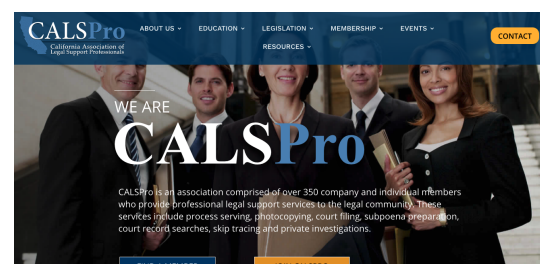 CALSPro
California Association of
Legal Support Professionals
ABOUT US
EDUCATION
LEGISLATION
MEMBERSHIP
EVENTS
RESOURCES
CONTACT
WE ARE
CALSPro
CALSPro is an association comprised of over 350 company and individual members
who provide professional legal support services to the legal community. These
services include process serving, photocopying, court filing, subpoena preparation,
court record searches, skip tracing and private investigations.